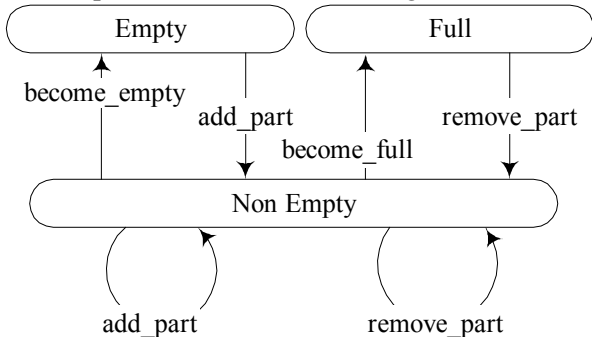 Empty
Full
become_empty
add_part
become_full
remove_part
Non Empty
add_part
remove_part